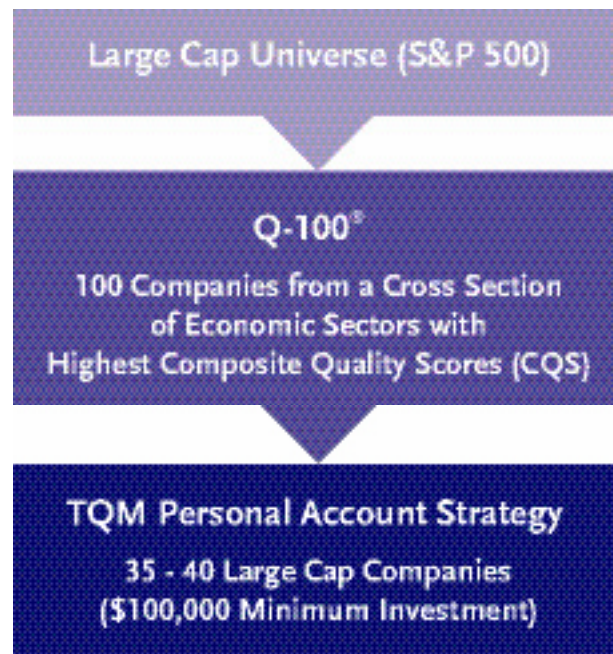 Large Cap Universe (S&P 500)
Q-100®
100 Companies from a Cross Section
of Economic Sectors with
Highest Composite Quality Scores (CQS)
TQM Personal Account Strategy
35 - 40 Large Cap Companies
($100,000 Minimum Investment)